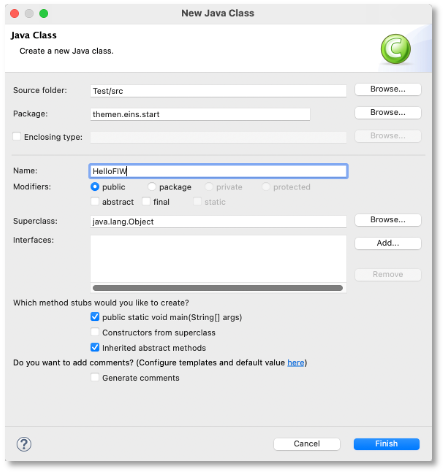 New Java Class
Java Class
Create a new Java class.
C
Source folder: Test/src Browse...
Package: themen.eins.start Browse...
Enclosing type: Browse...
Name: HelloFIW
Modifiers: public package private protected
abstract final static
Superclass: java.lang.Object Browse...
Interfaces: Add...
Remove
Which method stubs would you like to create?
public static void main(String[] args)
Constructors from superclass
Inherited abstract methods
Do you want to add comments? (Configure templates and default value here)
Generate comments
? Cancel Finish